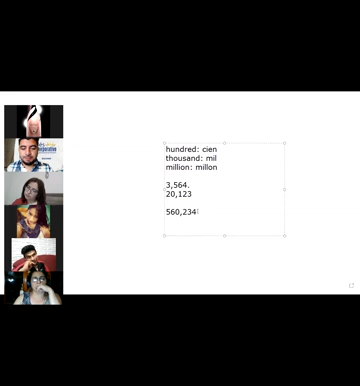 hundred: cien
thousand: mil
million: millon
3,564.
20,123
560,234